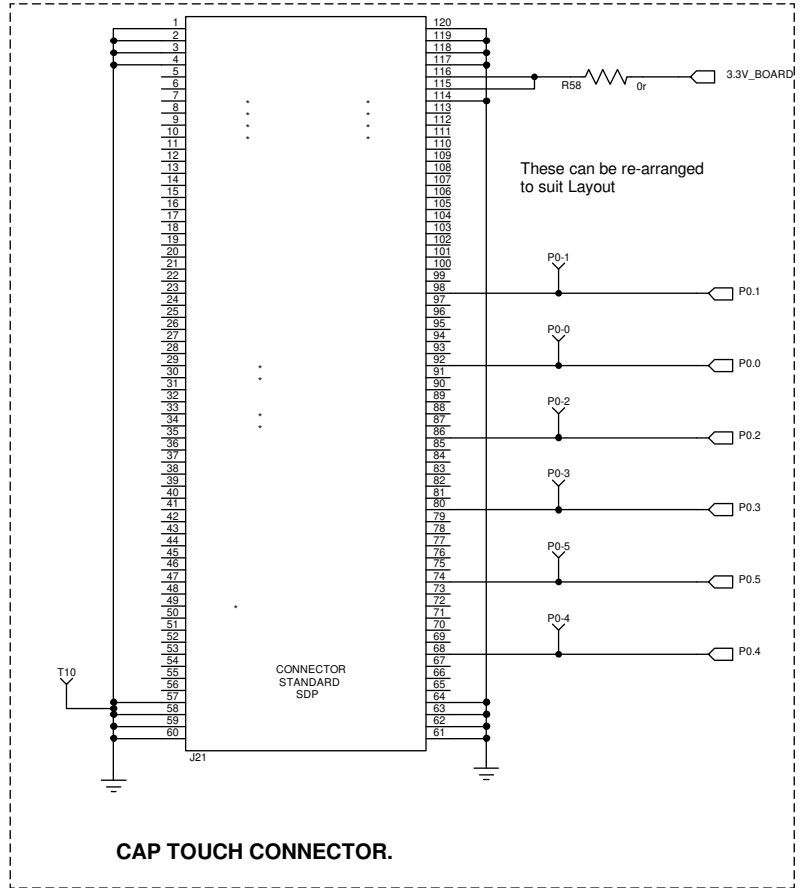 1 120
2 119
3 118
4 117
5 116
6 115
7 114
8 113
9 112
10 111
11 110
12 109
13 108
14 107
15 106
16 105
17 104
18 103
19 102
20 101
21 100
22 99
23 98
24 97
25 96
26 95
27 94
28 93
29 92
30 91
31 90
32 89
33 88
34 87
35 86
36 85
37 84
38 83
39 82
40 81
41 80
42 79
43 78
44 77
45 76
46 75
47 74
48 73
49 72
50 71
51 70
52 69
53 68
54 67
55 66
56 65
57 64
58 63
59 62
60 61
R58 0r 3.3V_BOARD
These can be re-arranged
to suit Layout
P0-1
P0.1
P0-0
P0.0
P0-2
P0.2
P0-3
P0.3
P0-5
P0.5
P0-4
P0.4
T10
CONNECTOR
STANDARD
SDP
J21
CAP TOUCH CONNECTOR.